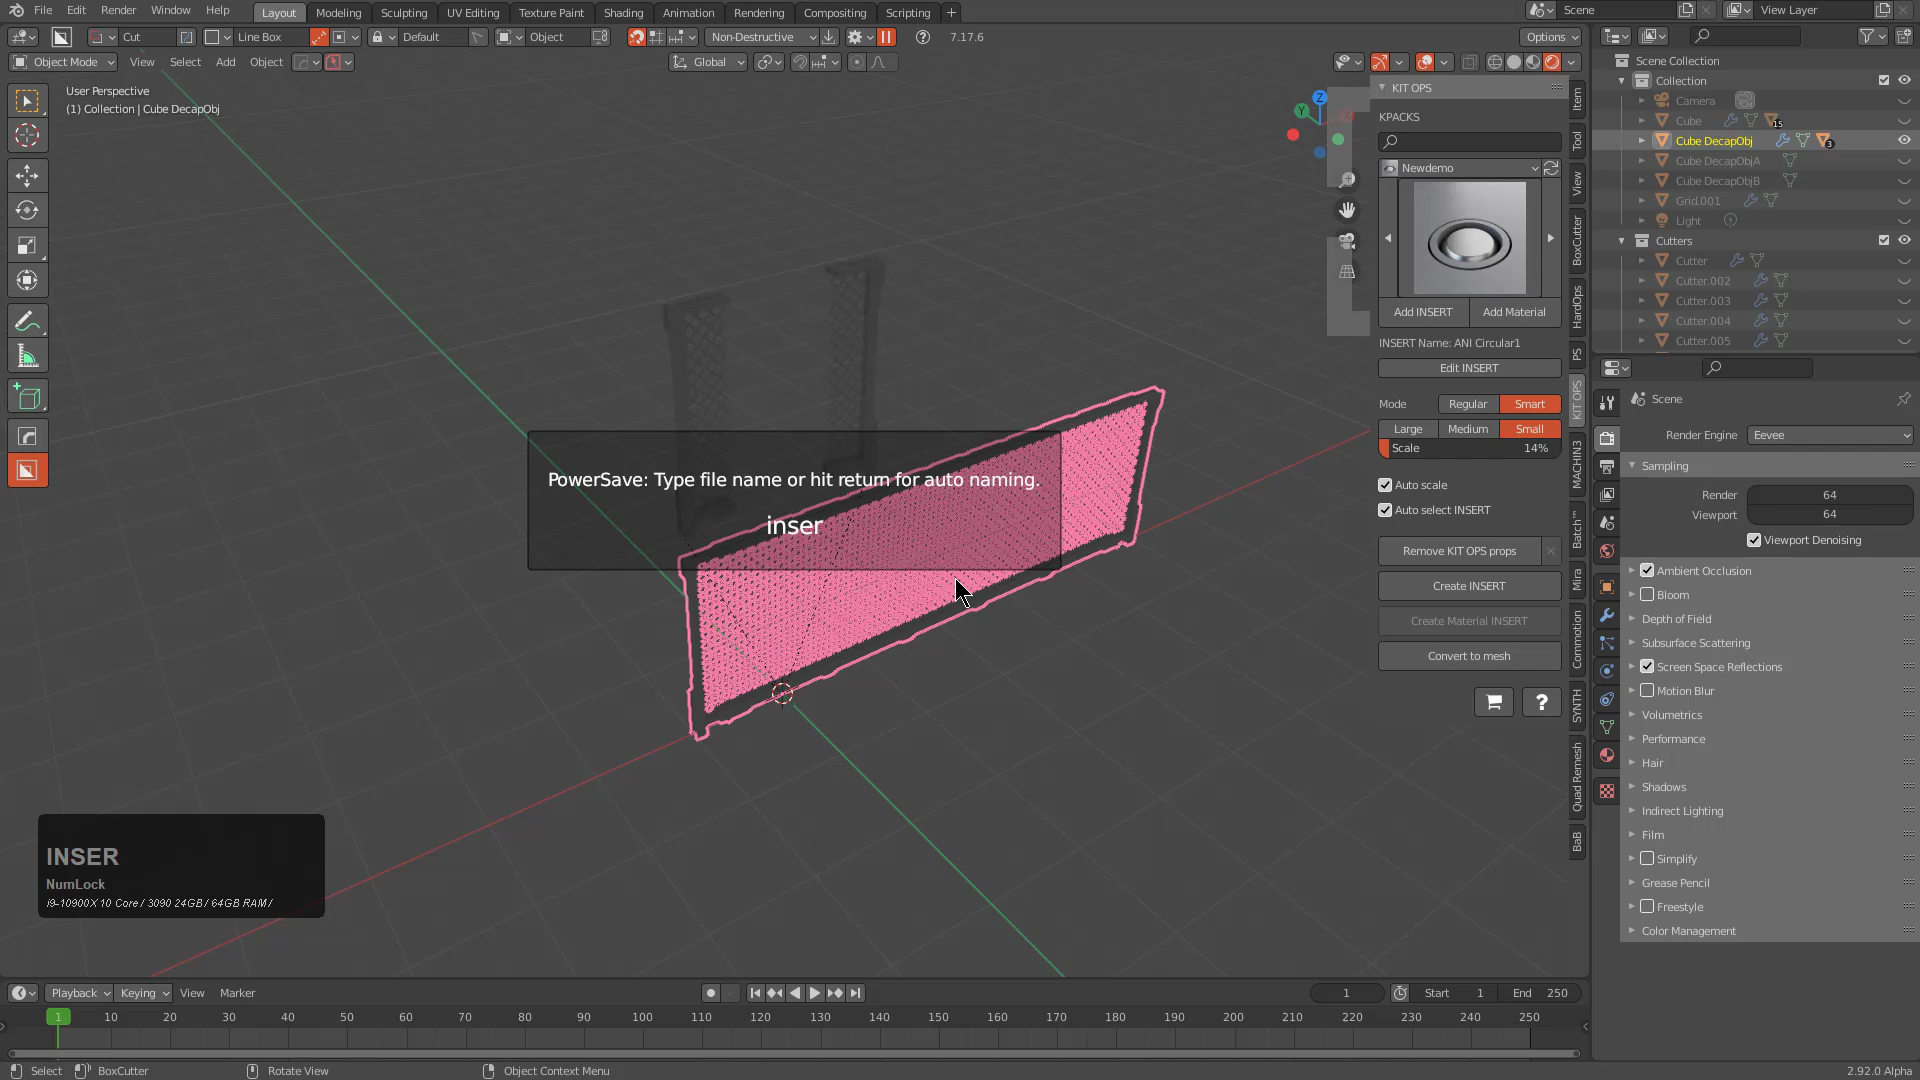 File Edit Render Window Help
Layout Modeling Sculpting UV Editing Texture Paint Shading Animation Rendering Compositing Scripting +
Scene View Layer
Cut Line Box Default Object Non-Destructive 7.17.6 Options
Object Mode View Select Add Object Global
User Perspective
(1) Collection | Cube DecapObj
Z
Y
KIT OPS
KPACKS
Newdemo
Add INSERT Add Material
INSERT Name: ANI Circular1
Edit INSERT
Mode Regular Smart
Large Medium Small
Scale 14%
Auto scale
Auto select INSERT
Remove KIT OPS props
Create INSERT
Create Material INSERT
Convert to mesh
?
Item
Tool
View
BoxCutter
HardOps
PS
KIT OPS
MACHIN3
Batch™
Mira
Commotion
SYNTH
Quad Remesh
BaB
PowerSave: Type file name or hit return for auto naming.
inser
INSER
NumLock
i9-10900X 10 Core / 3090 24GB / 64GB RAM /
Scene Collection
Collection
Camera
Cube 15
Cube DecapObj 3
Cube DecapObjA
Cube DecapObjB
Grid.001
Light
Cutters
Cutter
Cutter.002
Cutter.003
Cutter.004
Cutter.005
Scene
Render Engine Eevee
Sampling
Render 64
Viewport 64
Viewport Denoising
Ambient Occlusion
Bloom
Depth of Field
Subsurface Scattering
Screen Space Reflections
Motion Blur
Volumetrics
Performance
Hair
Shadows
Indirect Lighting
Film
Simplify
Grease Pencil
Freestyle
Color Management
Playback Keying View Marker 1 Start 1 End 250
1 10 20 30 40 50 60 70 80 90 100 110 120 130 140 150 160 170 180 190 200 210 220 230 240 250
Select BoxCutter Rotate View Object Context Menu 2.92.0 Alpha